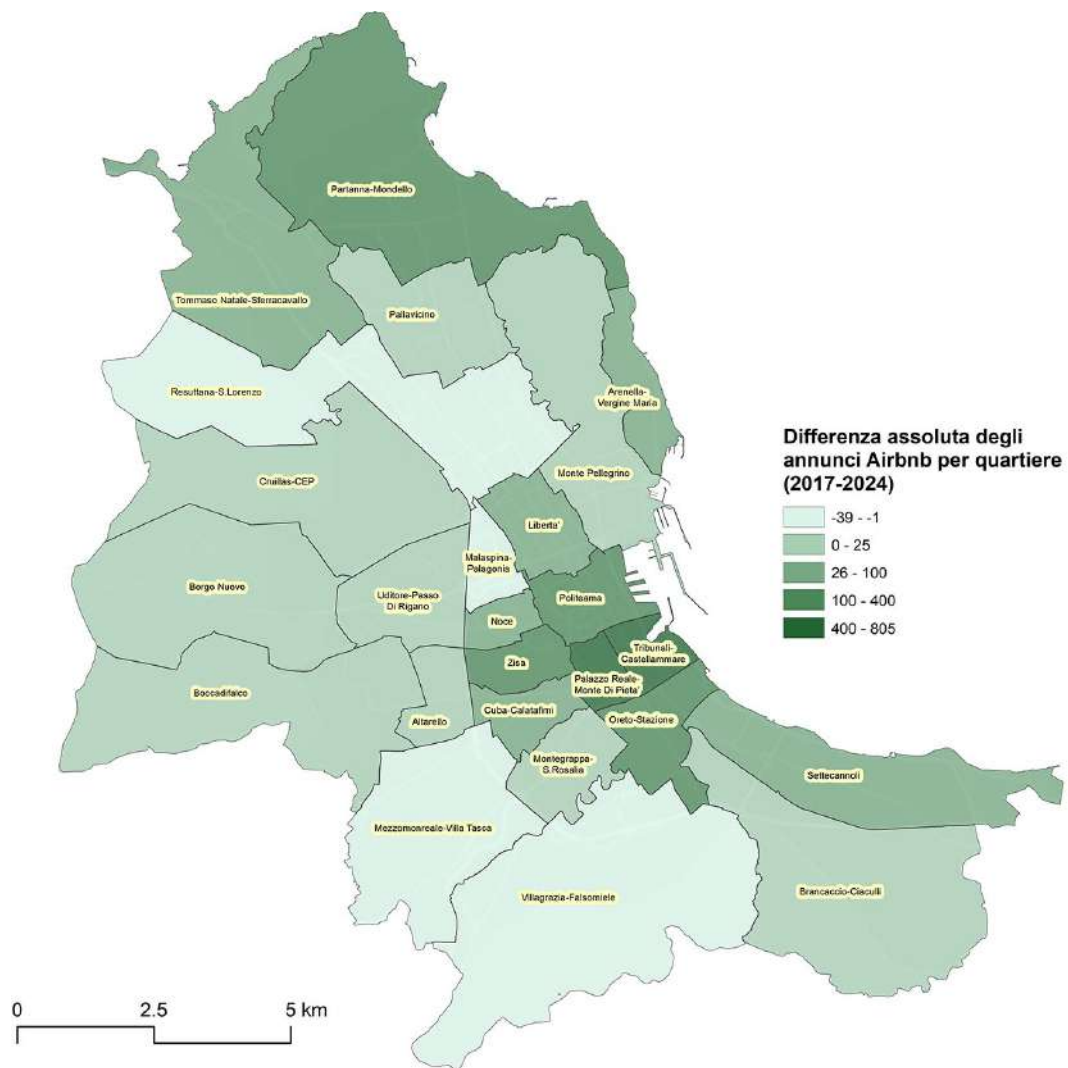 Partanna-Mondello
Tommaso Natale-Sferracavallo
Pallavicino
Resuttana-S.Lorenzo
Arenella-
Vergine Maria
Differenza assoluta degli
annunci Airbnb per quartiere
(2017-2024)
-39 - -1
0 - 25
26 - 100
100 - 400
400 - 805
Cruillas-CEP
Monte Pellegrino
Liberta'
Malaspina-
Palagonia
Borgo Nuovo
Uditore-Passo
Di Rigano
Politeama
Noce
Tribunali-
Castellammare
Zisa
Palazzo Reale-
Monte Di Pieta'
Boccadifalco
Altarello
Cuba-Calatafimi
Oreto-Stazione
Montegrappa-
S.Rosalia
Settecannoli
Mezzomonreale-Villa Tasca
Villagrazia-Falsomiele
Brancaccio-Ciaculli
0 2.5 5 km